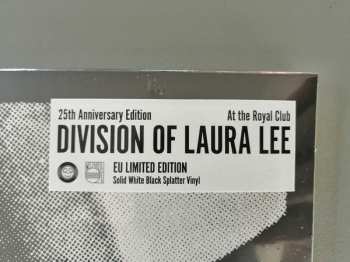 25th Anniversary Edition At the Royal Club
DIVISION OF LAURA LEE
EU LIMITED EDITION
Solid White Black Splatter Vinyl